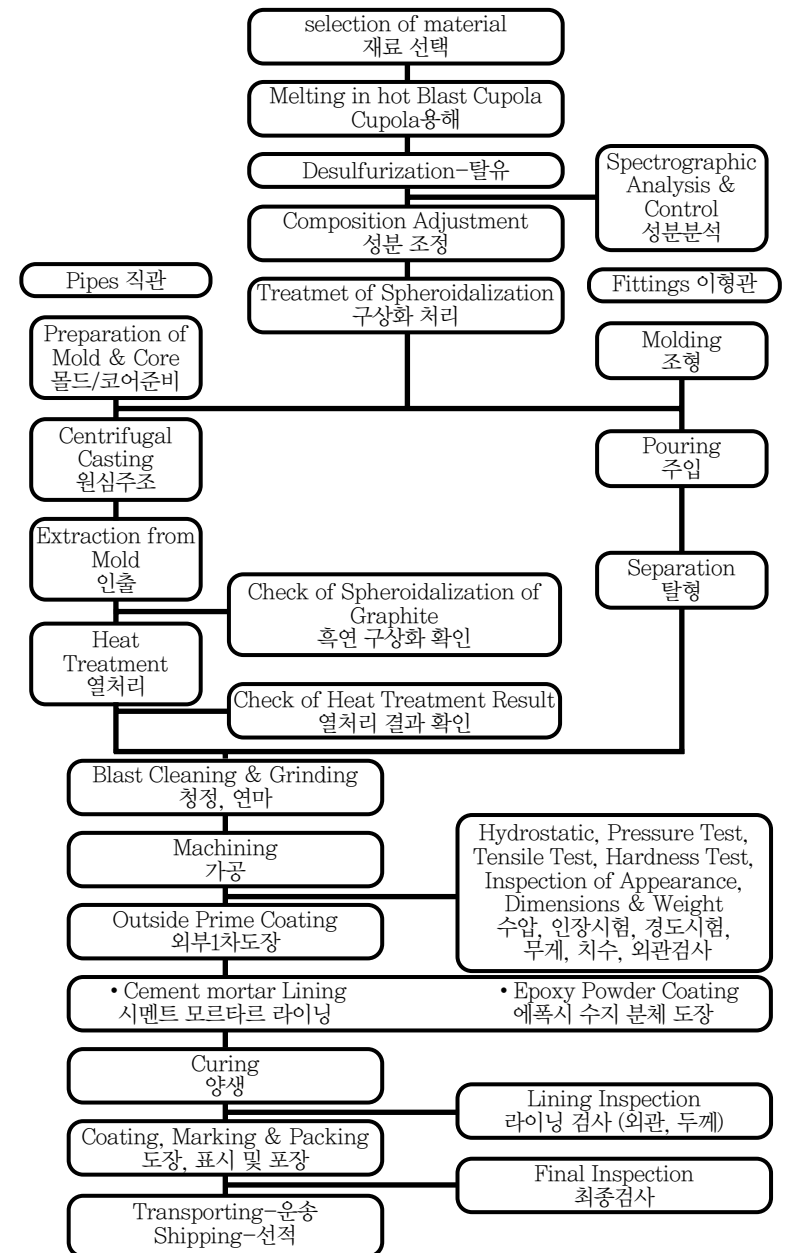 selection of material
재료 선택
Melting in hot Blast Cupola
Cupola용해
Desulfurization-탈유
Spectrographic
Analysis &
Control
성분분석
Composition Adjustment
성분 조정
Pipes 직관
Treatmet of Spheroidalization
구상화 처리
Fittings 이형관
Preparation of
Mold & Core
몰드/코어준비
Molding
조형
Centrifugal
Casting
원심주조
Pouring
주입
Extraction from
Mold
인출
Separation
탈형
Check of Spheroidalization of
Graphite
흑연 구상화 확인
Heat
Treatment
열처리
Check of Heat Treatment Result
열처리 결과 확인
Blast Cleaning & Grinding
청정, 연마
Machining
가공
Hydrostatic, Pressure Test,
Tensile Test, Hardness Test,
Inspection of Appearance,
Dimensions & Weight
수압, 인장시험, 경도시험,
무게, 치수, 외관검사
Outside Prime Coating
외부1차도장
• Cement mortar Lining
시멘트 모르타르 라이닝
• Epoxy Powder Coating
에폭시 수지 분체 도장
Curing
양생
Lining Inspection
라이닝 검사 (외관, 두께)
Coating, Marking & Packing
도장, 표시 및 포장
Final Inspection
최종검사
Transporting-운송
Shipping-선적